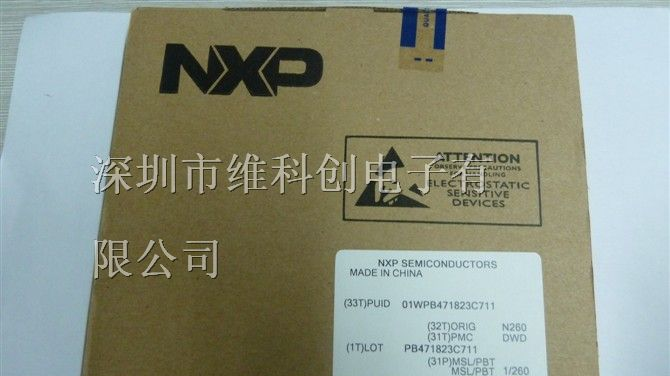 QUAL
NXP
ATTENTION
OBSERVE PRECAUTIONS
FOR HANDLING
ELECTROSTATIC
SENSITIVE
DEVICES
深圳市维科创电子有
限公司
NXP SEMICONDUCTORS
MADE IN CHINA
(33T)PUID 01WPB471823C711
(32T)ORIG N260
(31T)PMC DWD
(1T)LOT PB471823C711
(31P)MSL/PBT
MSL/PBT 1/260